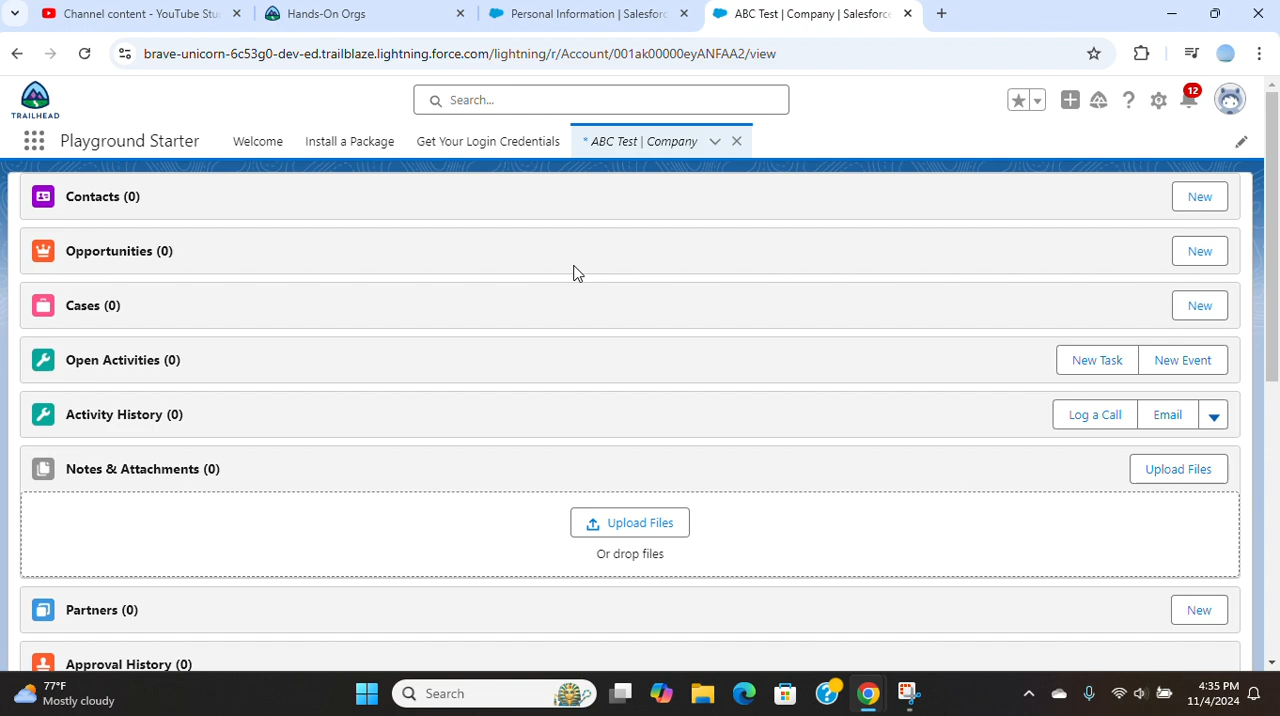 Channel content - YouTube Stu
Hands-On Orgs
Personal Information | Salesforc
ABC Test | Company | Salesforce
brave-unicorn-6c53g0-dev-ed.trailblaze.lightning.force.com/lightning/r/Account/001ak00000eyANFAA2/view
TRAILHEAD
Search...
12
Playground Starter
Welcome
Install a Package
Get Your Login Credentials
* ABC Test | Company
Contacts (0)
New
Opportunities (0)
New
Cases (0)
New
Open Activities (0)
New Task
New Event
Activity History (0)
Log a Call
Email
Notes & Attachments (0)
Upload Files
Upload Files
Or drop files
Partners (0)
New
Approval History (0)
77°F
Mostly cloudy
Search
4:35 PM
11/4/2024